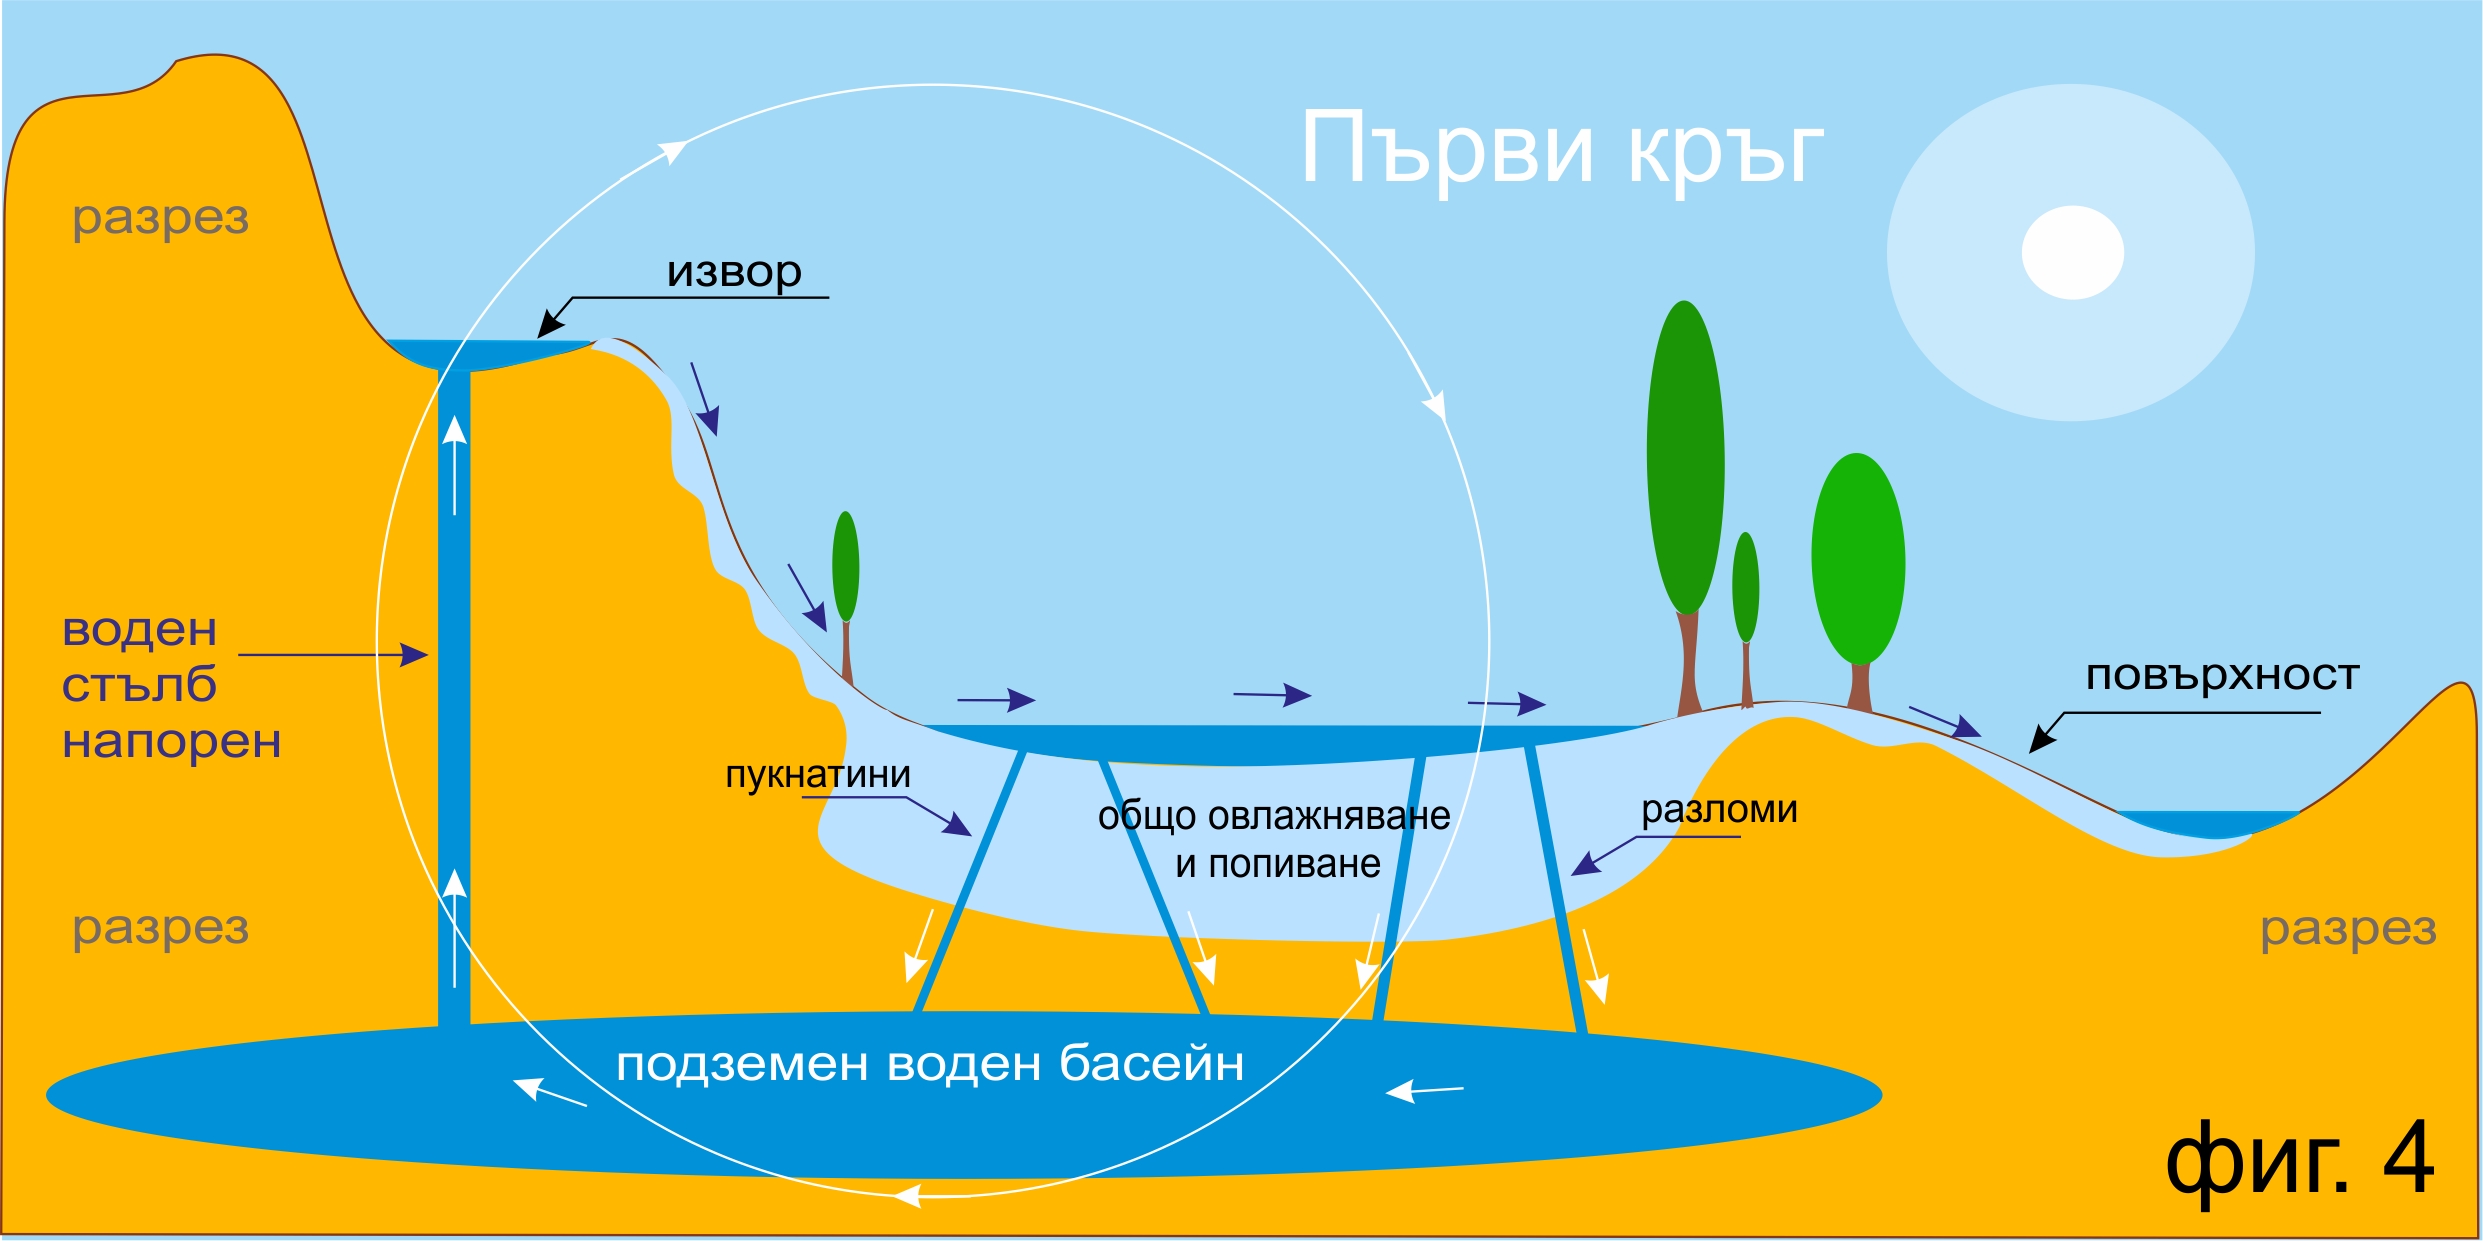 Първи кръг
разрез
извор
воден
стълб
напорен
повърхност
пукнатини
общо овлажняване
и попиване
разломи
разрез
разрез
подземен воден басейн
фиг. 4